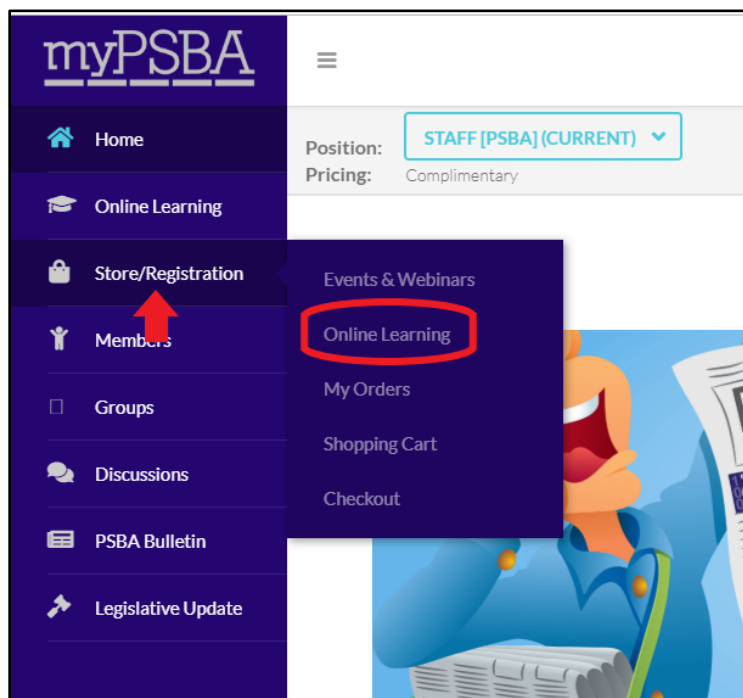 myPSBA
Home
Online Learning
Store/Registration
Members
Groups
Discussions
PSBA Bulletin
Legislative Update
Position:
STAFF [PSBA] (CURRENT)
Pricing:
Complimentary
Events & Webinars
Online Learning
My Orders
Shopping Cart
Checkout